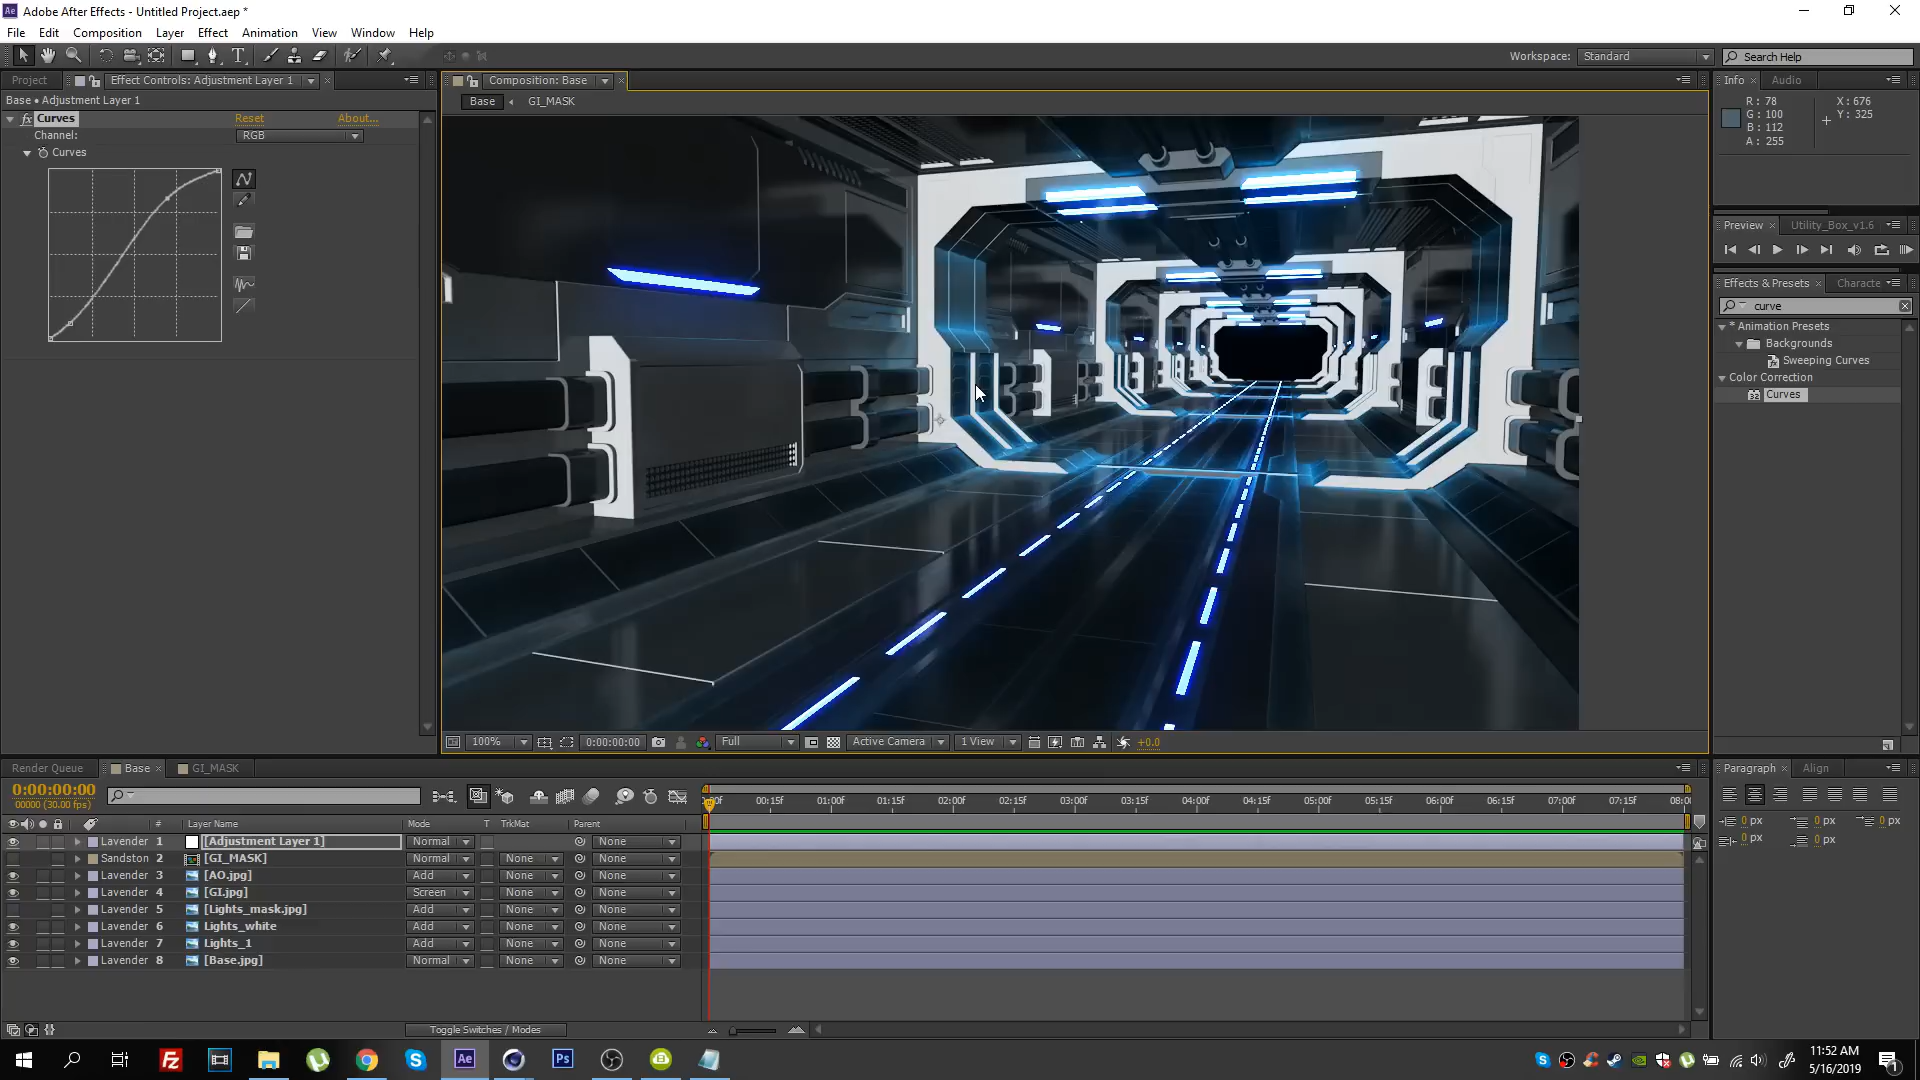 Adobe After Effects - Untitled Project.aep *
File Edit Composition Layer Effect Animation View Window Help
Workspace: Standard Search Help
Project Effect Controls: Adjustment Layer 1
Composition: Base
Info Audio
Base • Adjustment Layer 1
Base GI_MASK
R: 78 X: 676
G: 100 Y: 325
B: 112
A: 255
fx Curves Reset About...
Channel: RGB
Curves
Preview Utility_Box_v1.6
Effects & Presets Characte
curve
* Animation Presets
Backgrounds
Sweeping Curves
Color Correction
Curves
100% 0:00:00:00 Full Active Camera 1 View +0.0
Render Queue Base GI_MASK
Paragraph Align
0:00:00:00
00000 (30.00 fps)
:00f 00:15f 01:00f 01:15f 02:00f 02:15f 03:00f 03:15f 04:00f 04:15f 05:00f 05:15f 06:00f 06:15f 07:00f 07:15f 08:0
0 px 0 px 0 px
0 px 0 px
# Layer Name Mode T TrkMat Parent
Lavender 1 [Adjustment Layer 1] Normal None
Sandston 2 [GI_MASK] Normal None None
Lavender 3 [AO.jpg] Add None None
Lavender 4 [GI.jpg] Screen None None
Lavender 5 [Lights_mask.jpg] Add None None
Lavender 6 Lights_white Add None None
Lavender 7 Lights_1 Add None None
Lavender 8 [Base.jpg] Normal None None
Toggle Switches / Modes
Fz Ae Ps
11:52 AM
5/16/2019
1